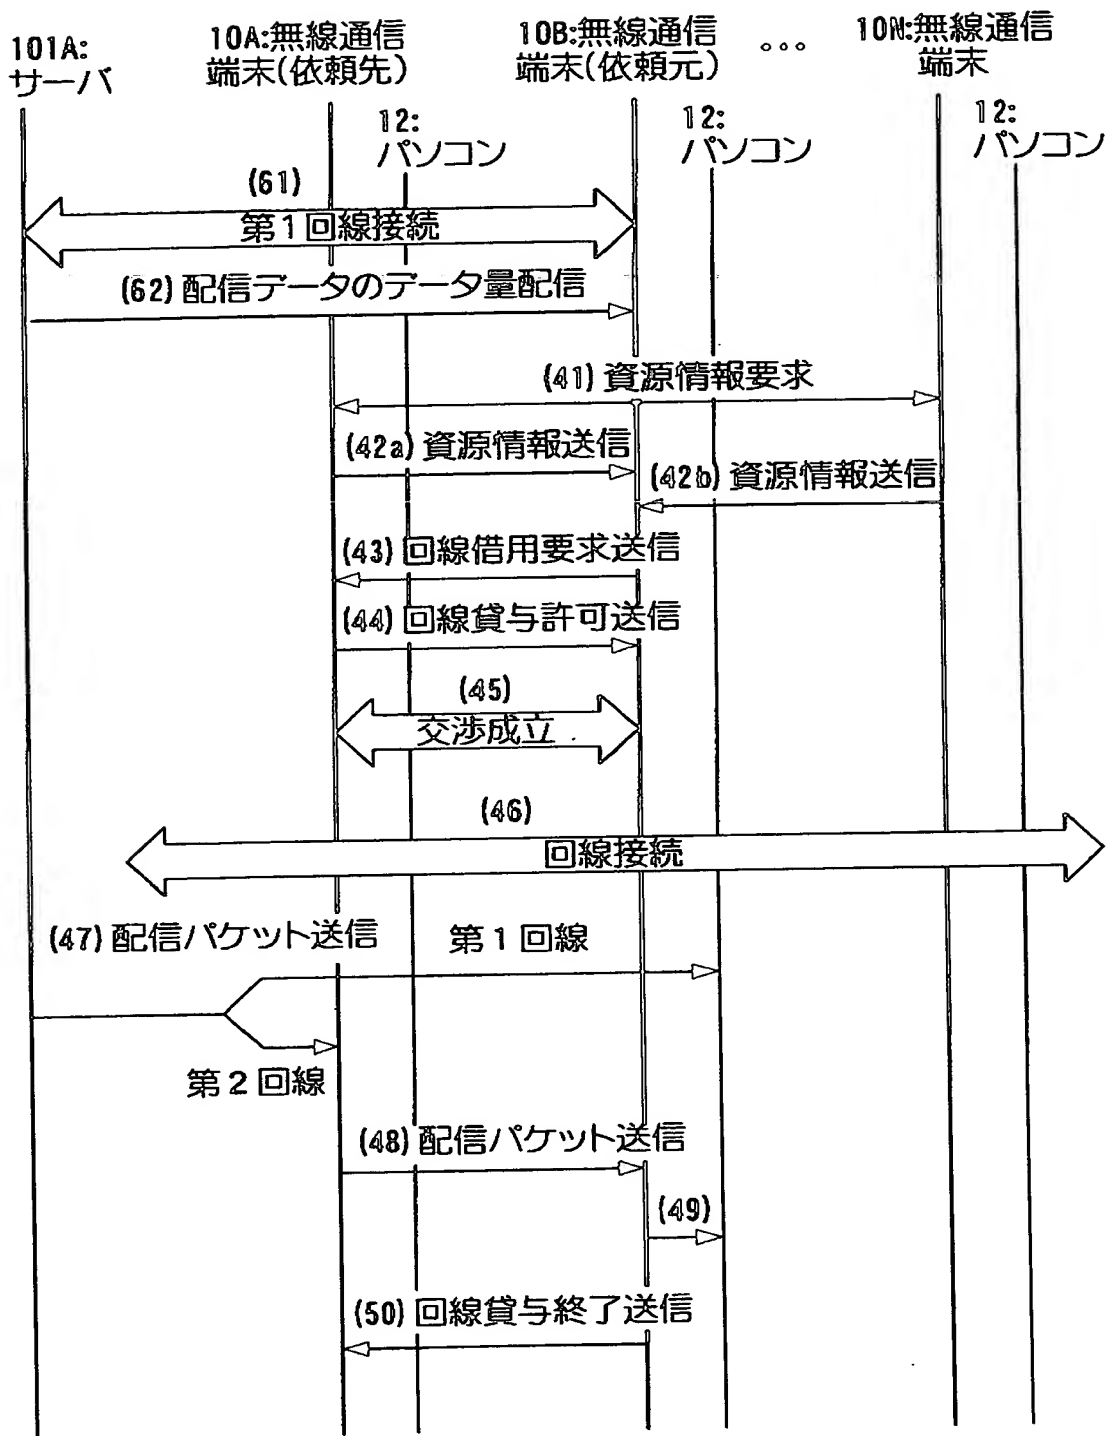 101A:
サーバ
10A:無線通信
端末(依頼先)
10B:無線通信
端末(依頼元)
。。。
10N:無線通信
端末
12:
パソコン
12:
パソコン
12:
パソコン
(61)
第1回線接続
(62) 配信データのデータ量配信
(41) 資源情報要求
(42a) 資源情報送信
(42b) 資源情報送信
(43) 回線借用要求送信
(44) 回線貸与許可送信
(45)
交渉成立
(46)
回線接続
(47) 配信パケット送信
第1回線
第2回線
(48) 配信パケット送信
(49)
(50) 回線貸与終了送信